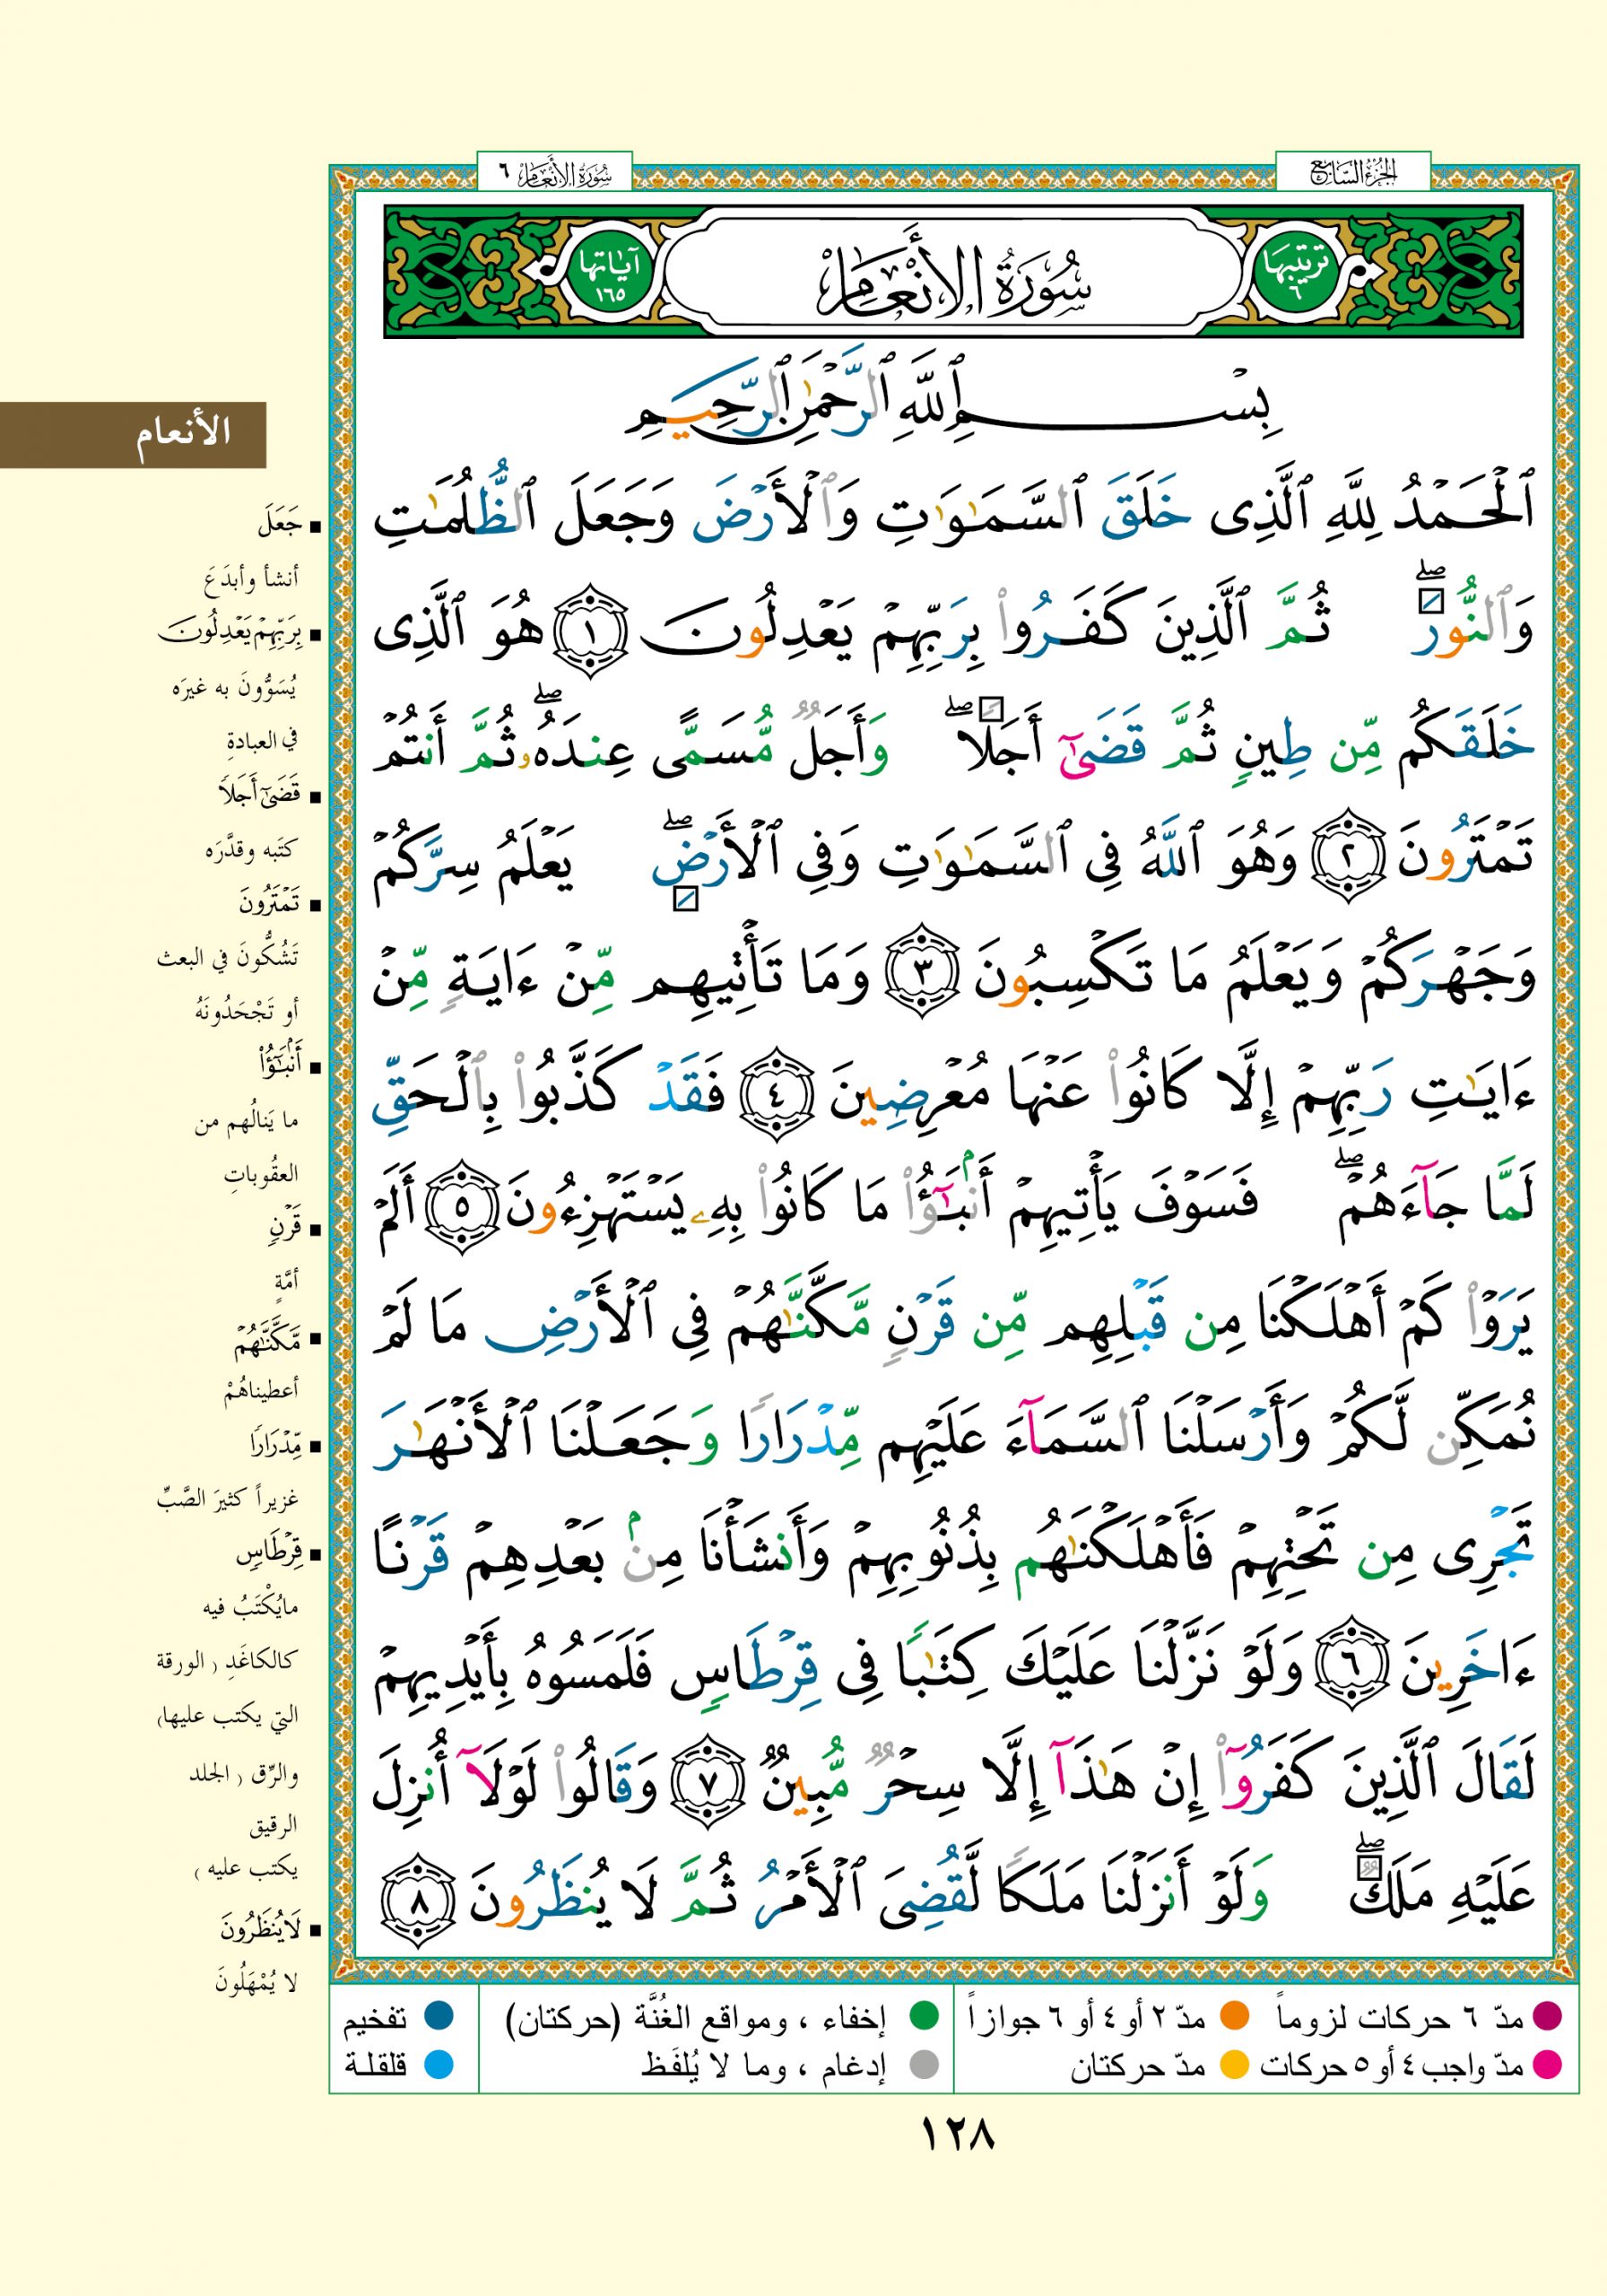 الجزء السابع
سورة الأنعام ٦
ترتيبها ٦
سُورَةُ الأَنْعَامِ
آياتها ١٦٥
بِسْمِ ٱللَّهِ ٱلرَّحْمَٰنِ ٱلرَّحِيمِ
ٱلْحَمْدُ لِلَّهِ ٱلَّذِى خَلَقَ ٱلسَّمَٰوَٰتِ وَٱلْأَرْضَ وَجَعَلَ ٱلظُّلُمَٰتِ
وَٱلنُّورَ ۖ ثُمَّ ٱلَّذِينَ كَفَرُوا۟ بِرَبِّهِمْ يَعْدِلُونَ ١ هُوَ ٱلَّذِى
خَلَقَكُم مِّن طِينٍ ثُمَّ قَضَىٰٓ أَجَلًا ۖ وَأَجَلٌ مُّسَمًّى عِندَهُۥ ۖ ثُمَّ أَنتُمْ
تَمْتَرُونَ ٢ وَهُوَ ٱللَّهُ فِى ٱلسَّمَٰوَٰتِ وَفِى ٱلْأَرْضِ ۖ يَعْلَمُ سِرَّكُمْ
وَجَهْرَكُمْ وَيَعْلَمُ مَا تَكْسِبُونَ ٣ وَمَا تَأْتِيهِم مِّنْ ءَايَةٍ مِّنْ
ءَايَٰتِ رَبِّهِمْ إِلَّا كَانُوا۟ عَنْهَا مُعْرِضِينَ ٤ فَقَدْ كَذَّبُوا۟ بِٱلْحَقِّ
لَمَّا جَآءَهُمْ ۖ فَسَوْفَ يَأْتِيهِمْ أَنۢبَٰٓؤُا۟ مَا كَانُوا۟ بِهِۦ يَسْتَهْزِءُونَ ٥ أَلَمْ
يَرَوْا۟ كَمْ أَهْلَكْنَا مِن قَبْلِهِم مِّن قَرْنٍ مَّكَّنَّٰهُمْ فِى ٱلْأَرْضِ مَا لَمْ
نُمَكِّن لَّكُمْ وَأَرْسَلْنَا ٱلسَّمَآءَ عَلَيْهِم مِّدْرَارًا وَجَعَلْنَا ٱلْأَنْهَٰرَ
تَجْرِى مِن تَحْتِهِمْ فَأَهْلَكْنَٰهُم بِذُنُوبِهِمْ وَأَنشَأْنَا مِنۢ بَعْدِهِمْ قَرْنًا
ءَاخَرِينَ ٦ وَلَوْ نَزَّلْنَا عَلَيْكَ كِتَٰبًا فِى قِرْطَاسٍ فَلَمَسُوهُ بِأَيْدِيهِمْ
لَقَالَ ٱلَّذِينَ كَفَرُوٓا۟ إِنْ هَٰذَآ إِلَّا سِحْرٌ مُّبِينٌ ٧ وَقَالُوا۟ لَوْلَآ أُنزِلَ
عَلَيْهِ مَلَكٌ ۖ وَلَوْ أَنزَلْنَا مَلَكًا لَّقُضِىَ ٱلْأَمْرُ ثُمَّ لَا يُنظَرُونَ ٨
الأنعام
جَعَلَ
أنشأ وأبدَعَ
بِرَبِّهِمْ يَعْدِلُونَ
يُسَوُّونَ به غيرَه
في العبادةِ
قَضَىٰٓ أَجَلًا
كتَبه وقدَّرَه
تَمْتَرُونَ
تَشُكُّونَ في البعث
أو تَجْحَدُونَهُ
أَنۢبَٰٓؤُا۟
ما يَنالُهم من
العقُوباتِ
قَرْنٍ
أمَّةٍ
مَّكَّنَّٰهُمْ
أعطيناهُمْ
مِّدْرَارًا
غزيراً كثيرَ الصَّبِّ
قِرْطَاسٍ
مايُكْتَبُ فيه
كالكاغَدِ ( الورقة
التي يكتب عليها)
والرِّق ( الجلد
الرقيق
يكتب عليه )
لَا يُنظَرُونَ
لا يُمْهَلُونَ
مدّ ٦ حركات لزوماً مدّ ٢ أو ٤ أو ٦ جوازاً إخفاء ، ومواقع الغُنَّة (حركتان) تفخيم
مدّ واجب ٤ أو ٥ حركات مدّ حركتان إدغام ، وما لا يُلفَظ قلقلة
١٢٨